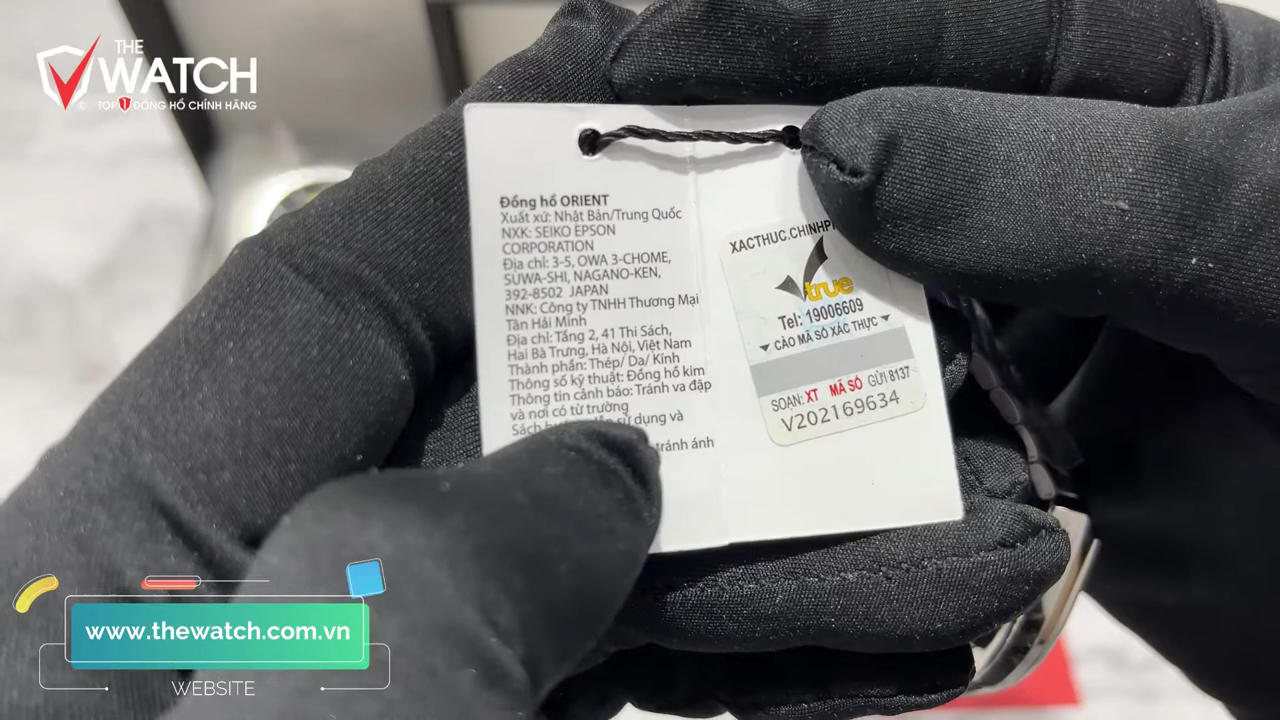 THE
WATCH
TOP 1 ĐỒNG HỒ CHÍNH HÃNG
Đồng hồ ORIENT
Xuất xứ: Nhật Bản/Trung Quốc
NXK: SEIKO EPSON
CORPORATION
Địa chỉ: 3-5, OWA 3-CHOME,
SUWA-SHI, NAGANO-KEN,
392-8502 JAPAN
NNK: Công ty TNHH Thương Mại
Tân Hải Minh
Địa chỉ: Tầng 2, 41 Thi Sách,
Hai Bà Trưng, Hà Nội, Việt Nam
Thành phần: Thép/ Da/ Kính
Thông số kỹ thuật: Đồng hồ kim
Thông tin cảnh báo: Tránh va đập
và nơi có từ trường
Sách sử dụng và
tránh ánh
XACTHUC.CHINHP
true
Tel: 19006609
CÀO MÃ SỐ XÁC THỰC
SOẠN: XT MÃ SỐ GỬI 8137
V202169634
www.thewatch.com.vn
WEBSITE